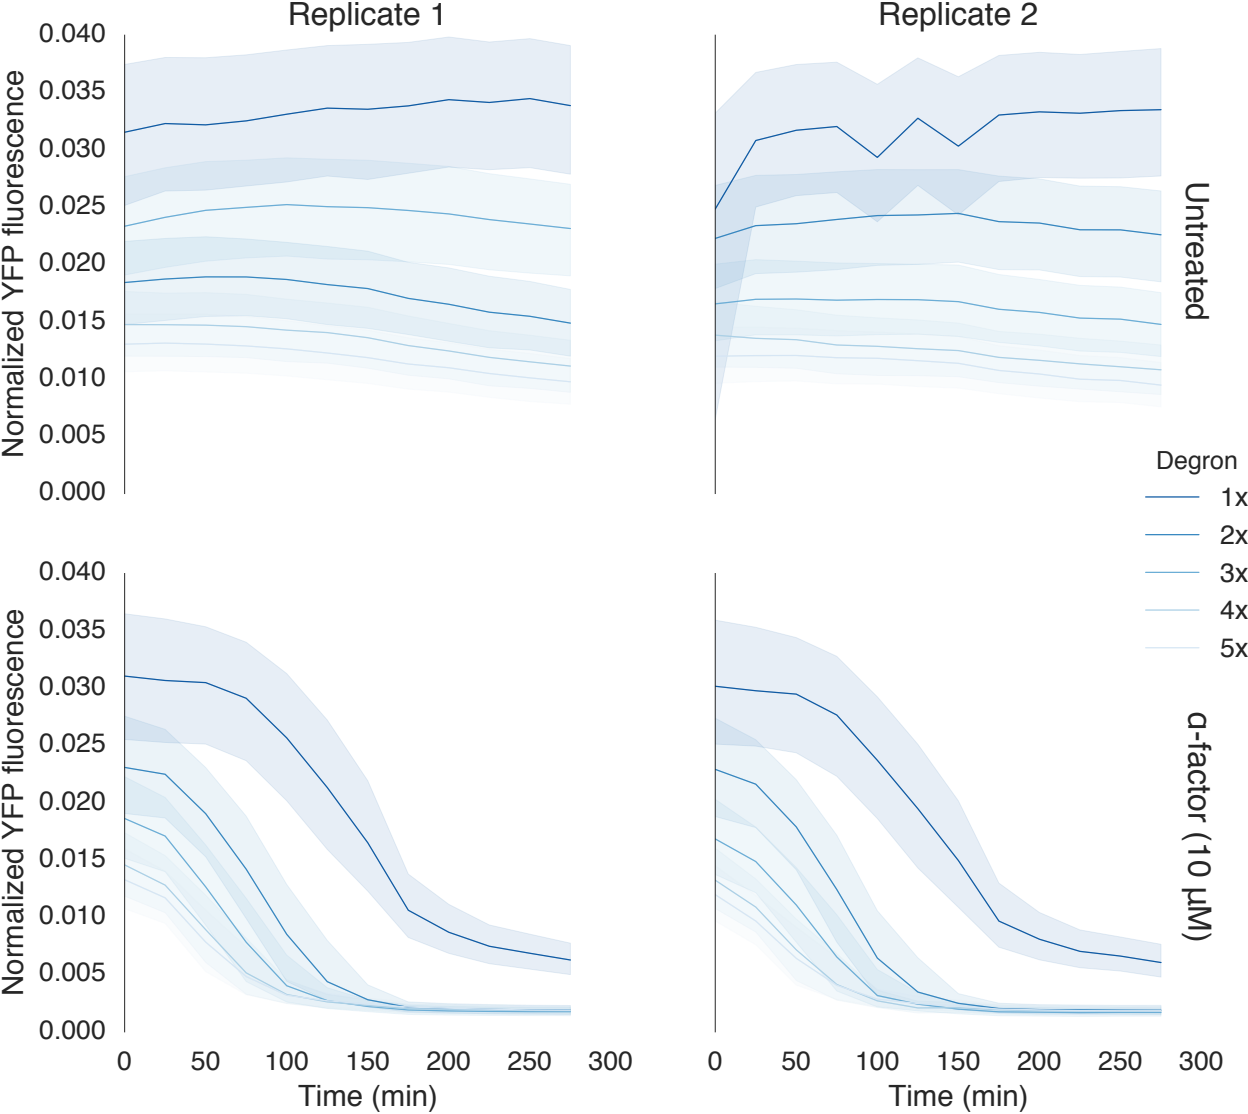 Replicate 1
Replicate 2
Normalized YFP fluorescence
0.040
0.035
0.030
0.025
0.020
0.015
0.010
0.005
0.000
Untreated
Degron
1x
2x
3x
4x
5x
Normalized YFP fluorescence
0.040
0.035
0.030
0.025
0.020
0.015
0.010
0.005
0.000
α-factor (10 µM)
0 50 100 150 200 250 300
0 50 100 150 200 250 300
Time (min)
Time (min)